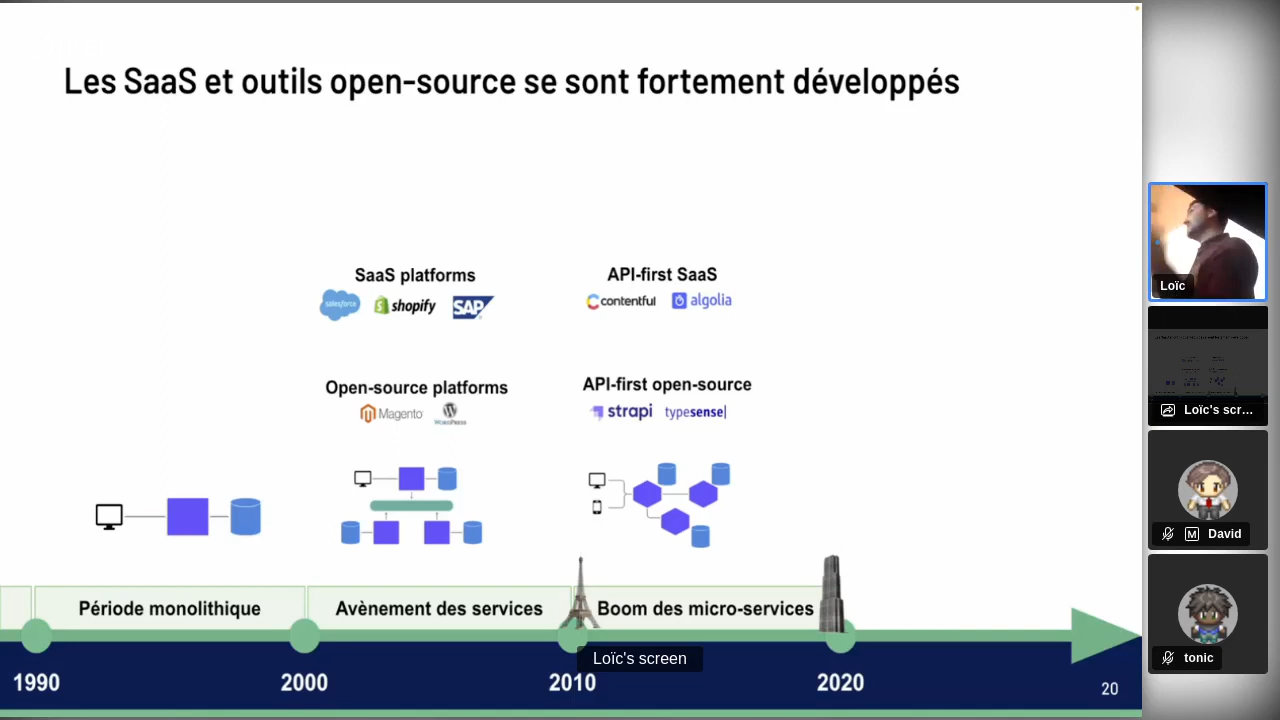 Les SaaS et outils open-source se sont fortement développés
SaaS platforms
salesforce
shopify
SAP
API-first SaaS
contentful
algolia
Open-source platforms
Magento
WORDPRESS
API-first open-source
strapi
typesense|
Période monolithique
Avènement des services
Boom des micro-services
1990
2000
2010
2020
20
Loïc's screen
Loïc
Loïc's scr…
M David
tonic